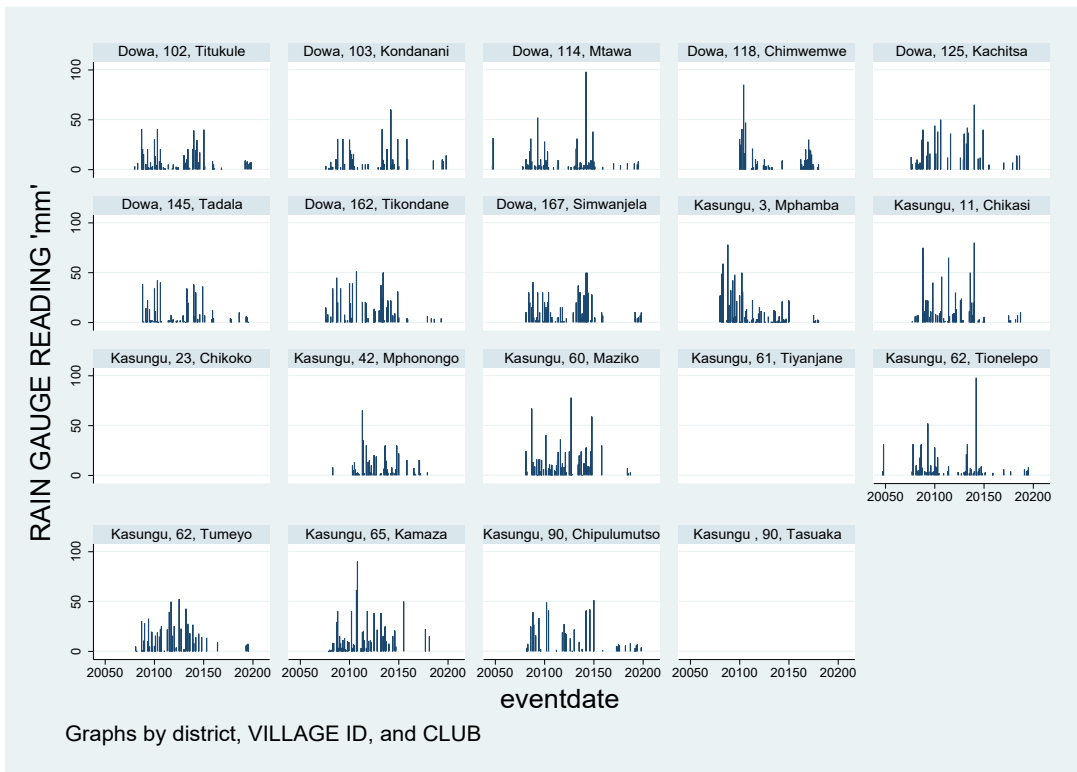 Dowa, 102, Titukule
Dowa, 103, Kondanani
Dowa, 114, Mtawa
Dowa, 118, Chimwemwe
Dowa, 125, Kachitsa
100
50
0
Dowa, 145, Tadala
Dowa, 162, Tikondane
Dowa, 167, Simwanjela
Kasungu, 3, Mphamba
Kasungu, 11, Chikasi
100
50
0
Kasungu, 23, Chikoko
Kasungu, 42, Mphonongo
Kasungu, 60, Maziko
Kasungu, 61, Tiyanjane
Kasungu, 62, Tionelepo
100
50
0
20050 20100 20150 20200
Kasungu, 62, Tumeyo
Kasungu, 65, Kamaza
Kasungu, 90, Chipulumutso
Kasungu , 90, Tasuaka
100
50
0
20050 20100 20150 20200
20050 20100 20150 20200
20050 20100 20150 20200
20050 20100 20150 20200
RAIN GAUGE READING 'mm'
eventdate
Graphs by district, VILLAGE ID, and CLUB